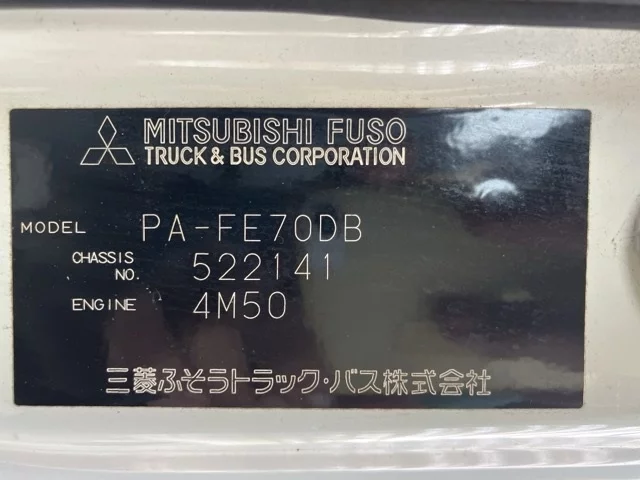 MITSUBISHI FUSO
TRUCK & BUS CORPORATION
MODEL PA-FE70DB
CHASSIS NO. 522141
ENGINE 4M50
三菱ふそうトラック・バス株式会社